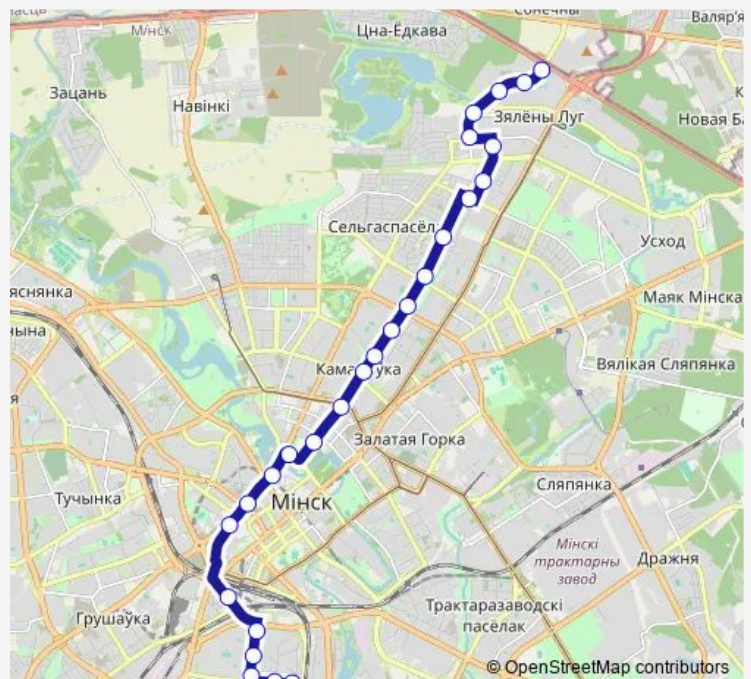 Сонечны
Валяр'я
Мінск
Цна-Ёдкава
Зацань
Навінкі
Зялёны Луг
Новая Ба
Сельгаспасёл
Усход
яснянка
Маяк Мінска
Вялікая Сляпянка
Залатая Горка
Сляпянка
Тучынка
Мінск
Мінскі
трактарны
завод
Дражня
Грушаўка
Трактаразаводскі
пасёлак
© OpenStreetMap contributors